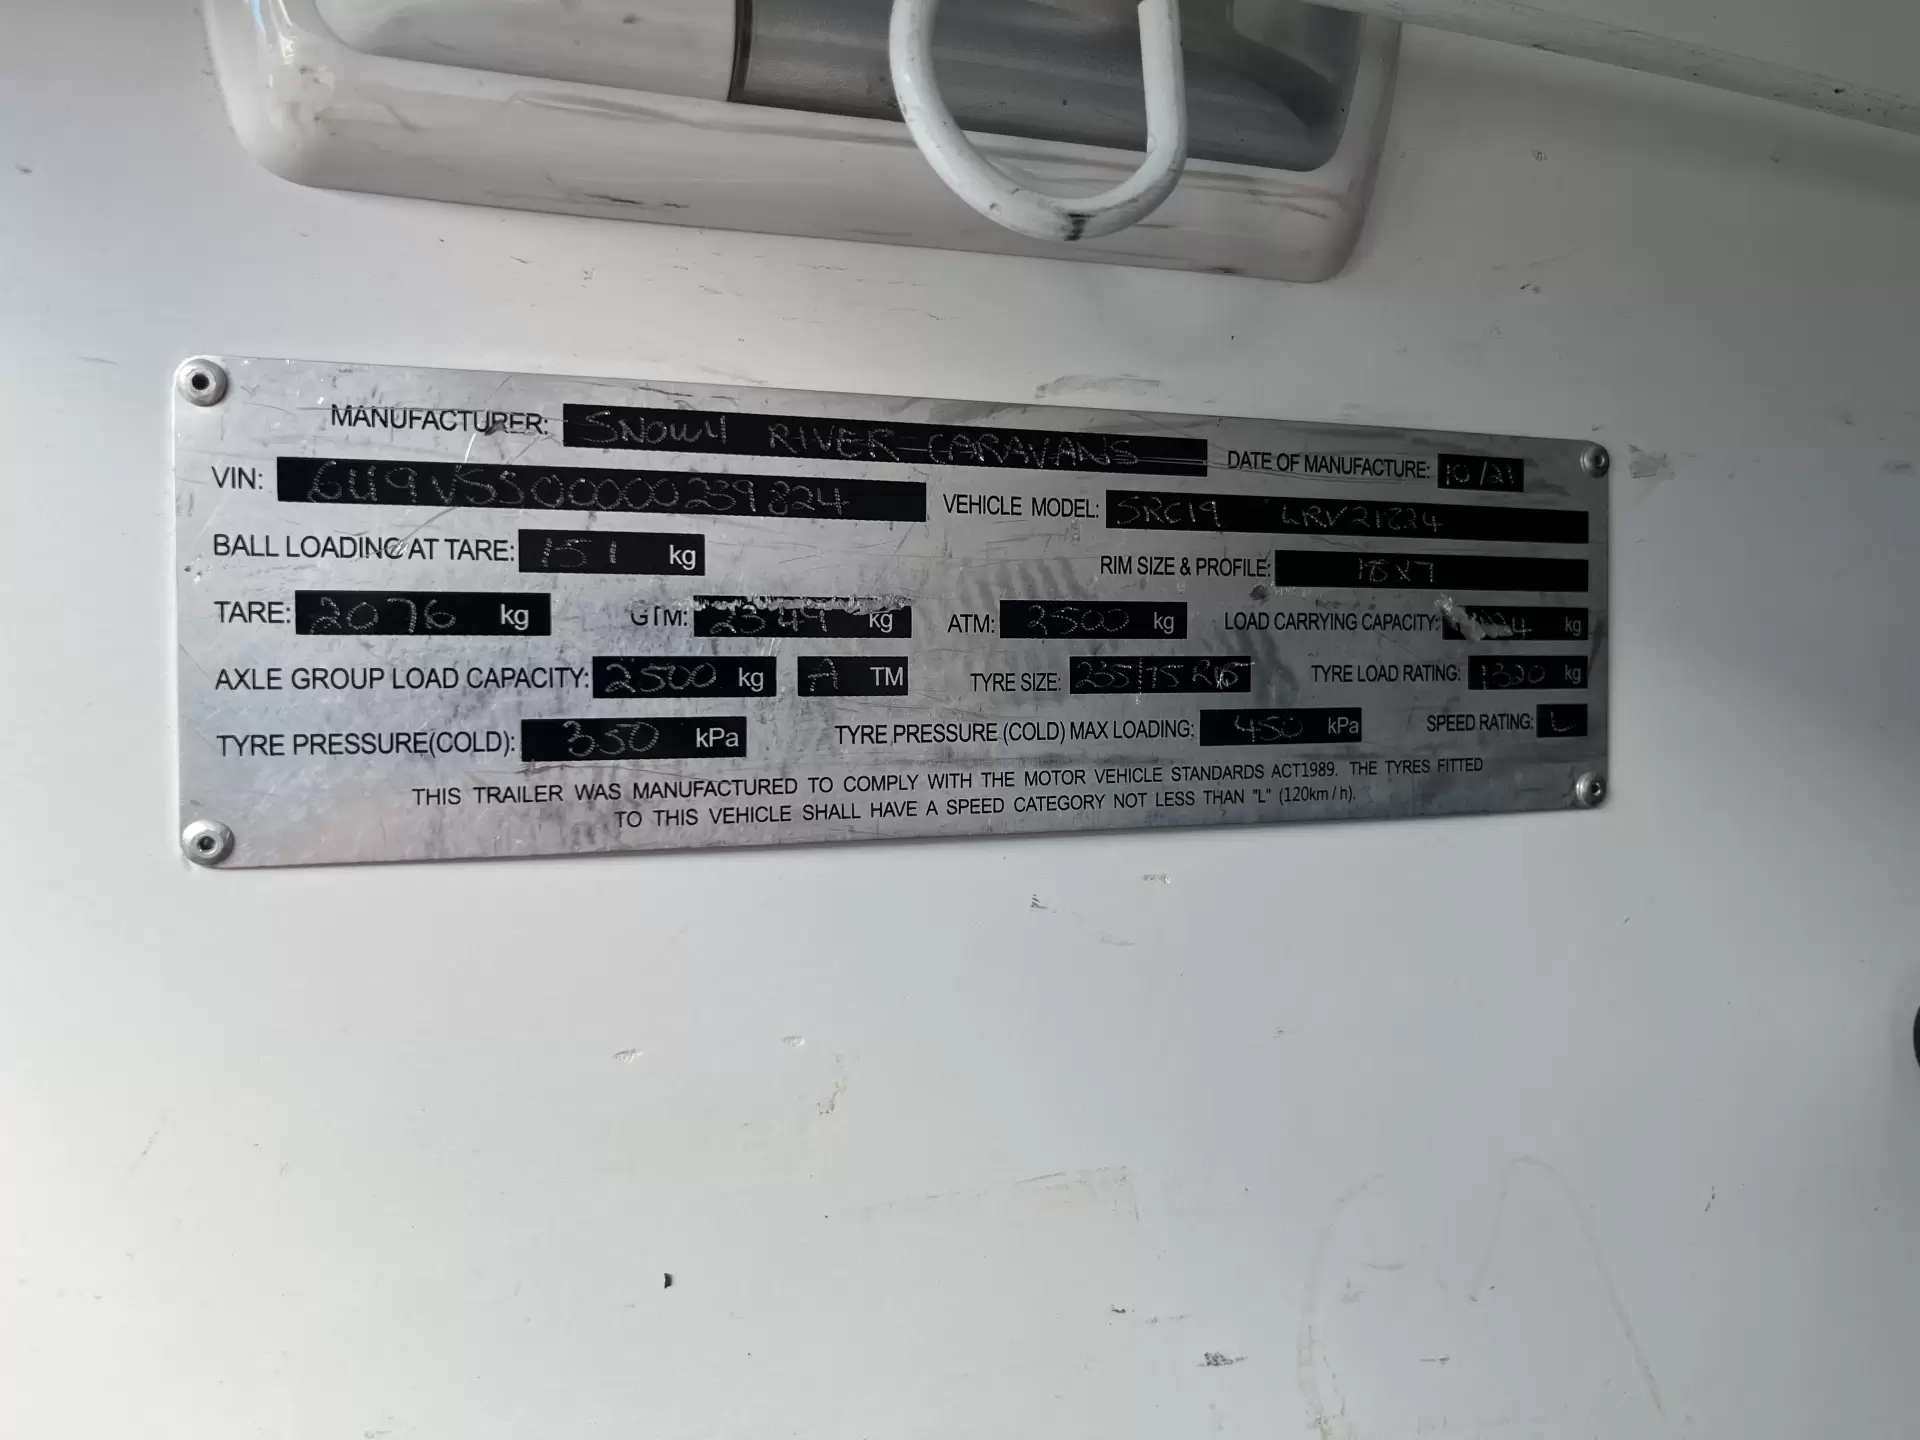 MANUFACTURER: SNOWY RIVER CARAVANS DATE OF MANUFACTURE: 10/21
VIN: 6U9VSS00000239824 VEHICLE MODEL: SRC19 LRV21824
BALL LOADING AT TARE: 151 kg RIM SIZE & PROFILE: 15X7
TARE: 2076 kg GTM: 2349 kg ATM: 2500 kg LOAD CARRYING CAPACITY: kg
AXLE GROUP LOAD CAPACITY: 2500 kg A TM TYRE SIZE: 235/75 R15 TYRE LOAD RATING: 1320 kg
TYRE PRESSURE(COLD): 350 kPa TYRE PRESSURE (COLD) MAX LOADING: 450 kPa SPEED RATING: L
THIS TRAILER WAS MANUFACTURED TO COMPLY WITH THE MOTOR VEHICLE STANDARDS ACT1989. THE TYRES FITTED
TO THIS VEHICLE SHALL HAVE A SPEED CATEGORY NOT LESS THAN "L" (120km/h).